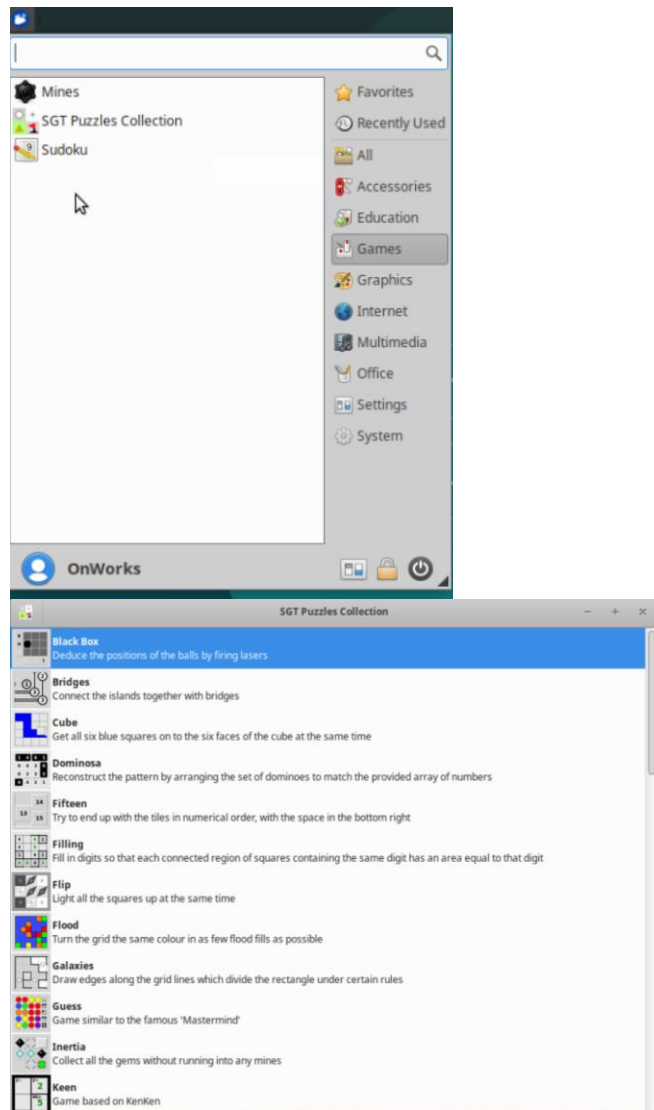 Mines
SGT Puzzles Collection
Sudoku
Favorites
Recently Used
All
Accessories
Education
Games
Graphics
Internet
Multimedia
Office
Settings
System
OnWorks
SGT Puzzles Collection
Black Box
Deduce the positions of the balls by firing lasers
Bridges
Connect the islands together with bridges
Cube
Get all six blue squares on to the six faces of the cube at the same time
Dominosa
Reconstruct the pattern by arranging the set of dominoes to match the provided array of numbers
Fifteen
Try to end up with the tiles in numerical order, with the space in the bottom right
Filling
Fill in digits so that each connected region of squares containing the same digit has an area equal to that digit
Flip
Light all the squares up at the same time
Flood
Turn the grid the same colour in as few flood fills as possible
Galaxies
Draw edges along the grid lines which divide the rectangle under certain rules
Guess
Game similar to the famous 'Mastermind'
Inertia
Collect all the gems without running into any mines
Keen
Game based on KenKen